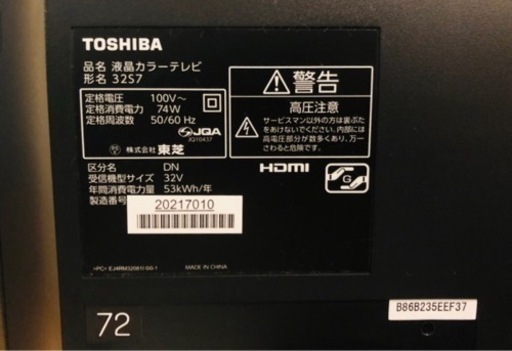 TOSHIBA
品名 液晶カラーテレビ
形名 32S7
定格電圧 100V~
定格消費電力 74W
定格周波数 50/60 Hz
JQA
JQ10437
株式会社 東芝
区分名 DN
受信機型サイズ 32V
年間消費電力量 53kWh/年
製造番号
20217010
MADE IN CHINA
警告
高圧注意
サービスマン以外の方は裏ぶた
をあけないでください。内部には
高電圧部分が数多くあり、万一
さわると危険です。
HDMI
G
72
B86B235EEF37